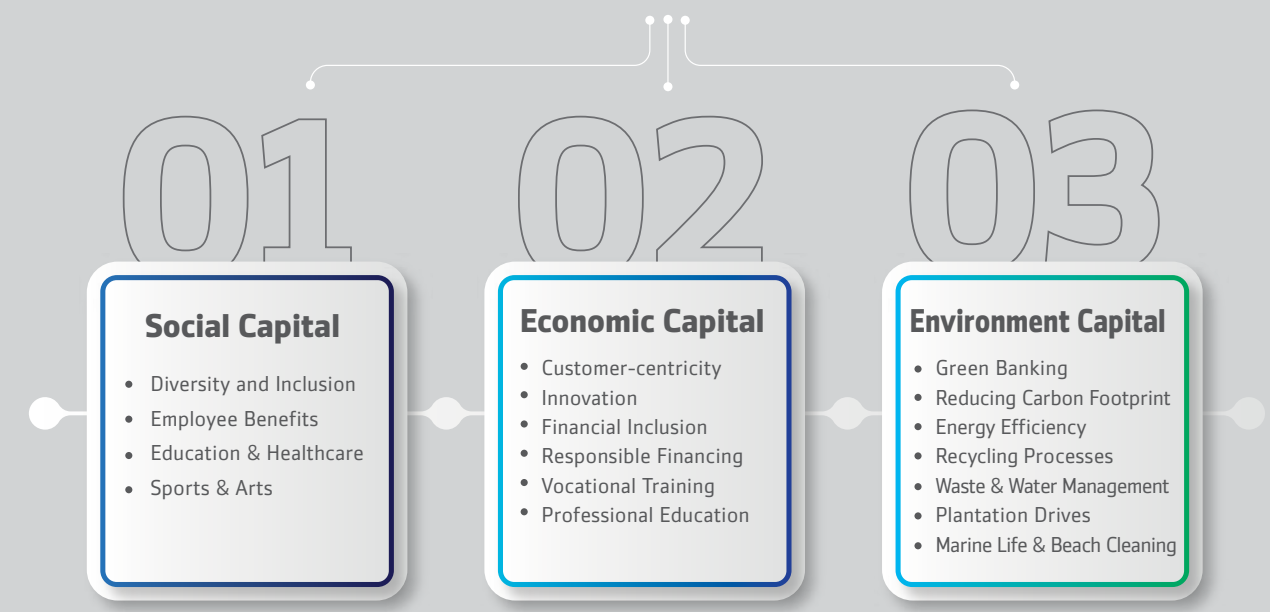 01
Social Capital
• Diversity and Inclusion
• Employee Benefits
• Education & Healthcare
• Sports & Arts
02
Economic Capital
• Customer-centricity
• Innovation
• Financial Inclusion
• Responsible Financing
• Vocational Training
• Professional Education
03
Environment Capital
• Green Banking
• Reducing Carbon Footprint
• Energy Efficiency
• Recycling Processes
• Waste & Water Management
• Plantation Drives
• Marine Life & Beach Cleaning